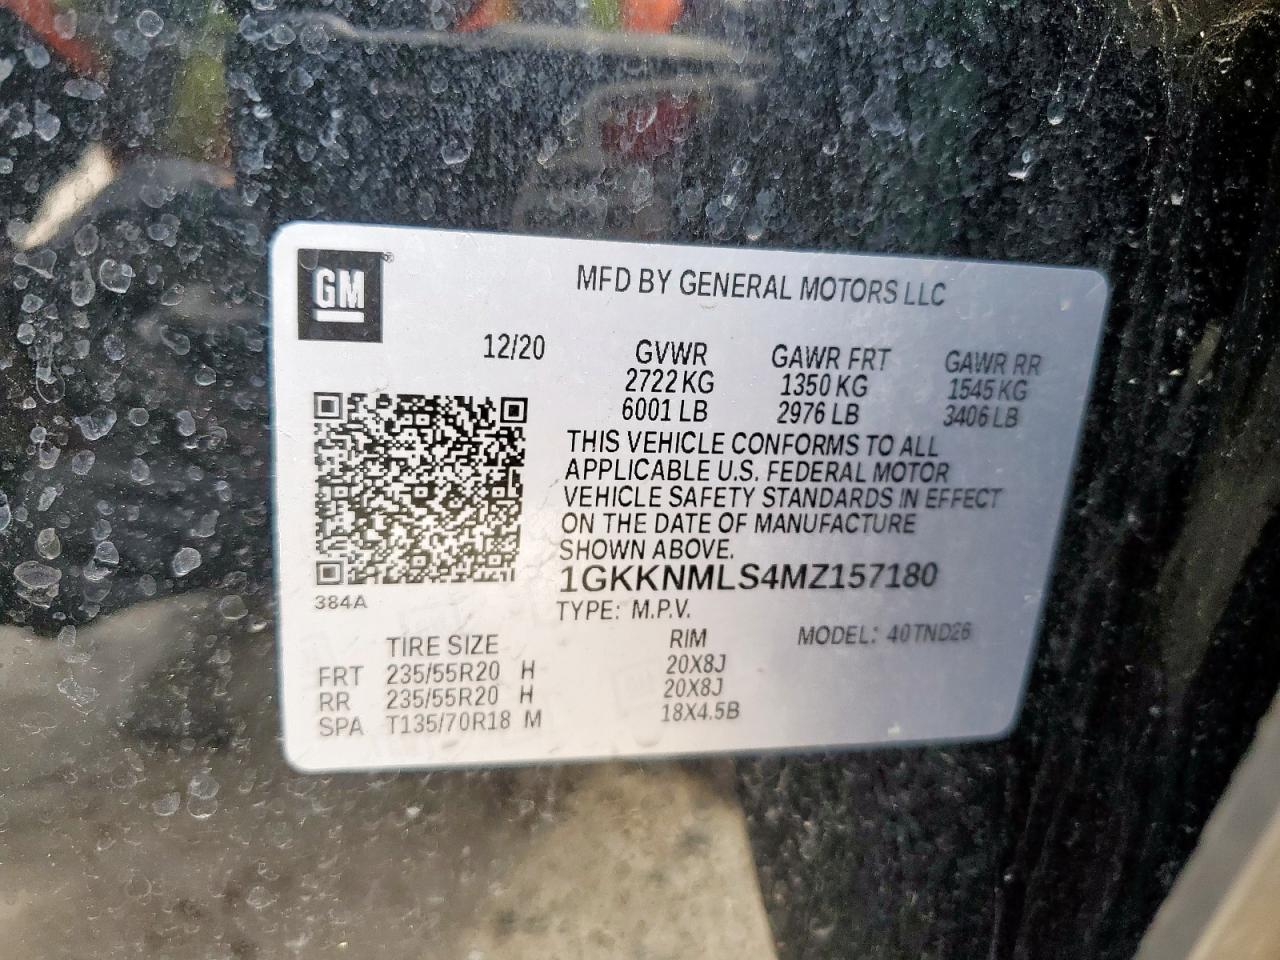 GM
MFD BY GENERAL MOTORS LLC
12/20
GVWR GAWR FRT GAWR RR
2722 KG 1350 KG 1545 KG
6001 LB 2976 LB 3406 LB
THIS VEHICLE CONFORMS TO ALL
APPLICABLE U.S. FEDERAL MOTOR
VEHICLE SAFETY STANDARDS IN EFFECT
ON THE DATE OF MANUFACTURE
SHOWN ABOVE.
1GKKNMLS4MZ157180
384A
TYPE: M.P.V.
TIRE SIZE RIM MODEL: 40TND26
FRT 235/55R20 H 20X8J
RR 235/55R20 H 20X8J
SPA T135/70R18 M 18X4.5B